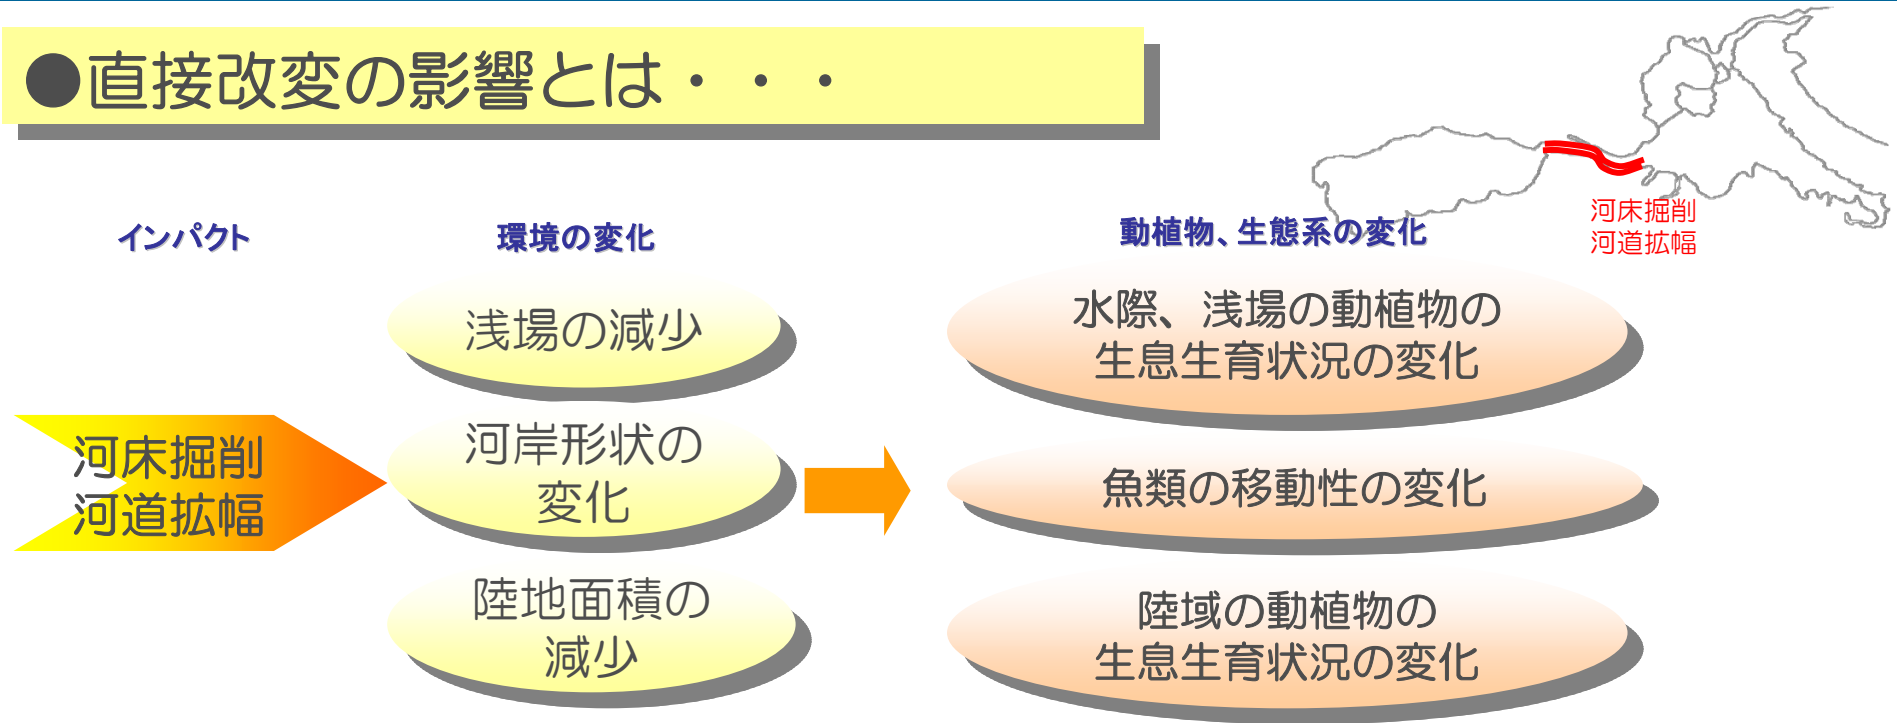 ●直接改変の影響とは・・・
河床掘削
河道拡幅
インパクト
環境の変化
動植物、生態系の変化
河床掘削
河道拡幅
浅場の減少
河岸形状の
変化
陸地面積の
減少
水際、浅場の動植物の
生息生育状況の変化
魚類の移動性の変化
陸域の動植物の
生息生育状況の変化